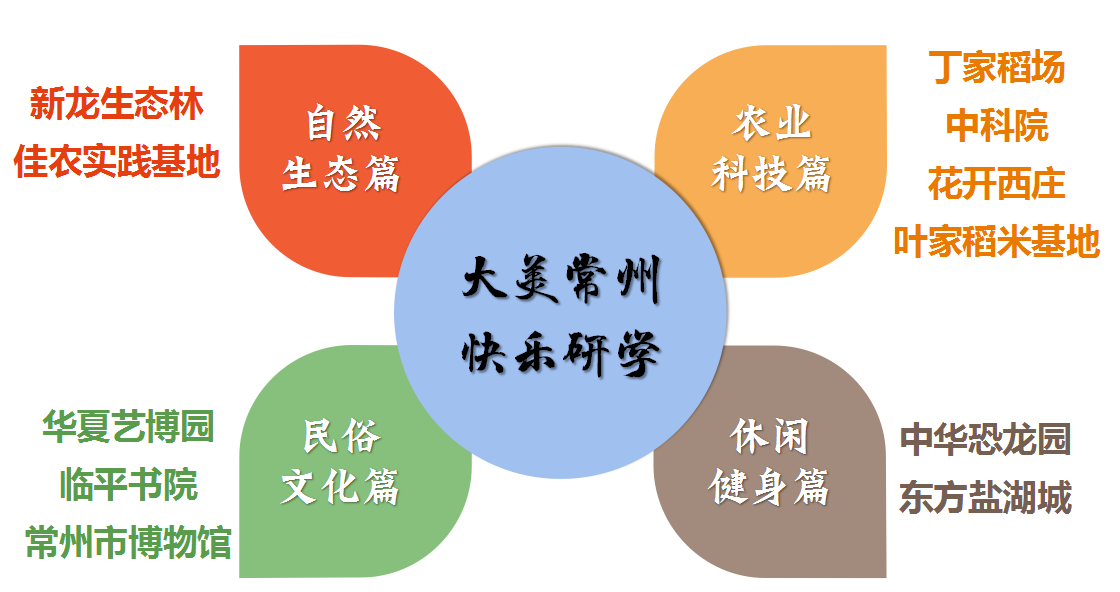 新龙生态林
佳农实践基地
自然
生态篇
农业
科技篇
丁家稻场
中科院
花开西庄
叶家稻米基地
大美常州
快乐研学
华夏艺博园
临平书院
常州市博物馆
民俗
文化篇
休闲
健身篇
中华恐龙园
东方盐湖城